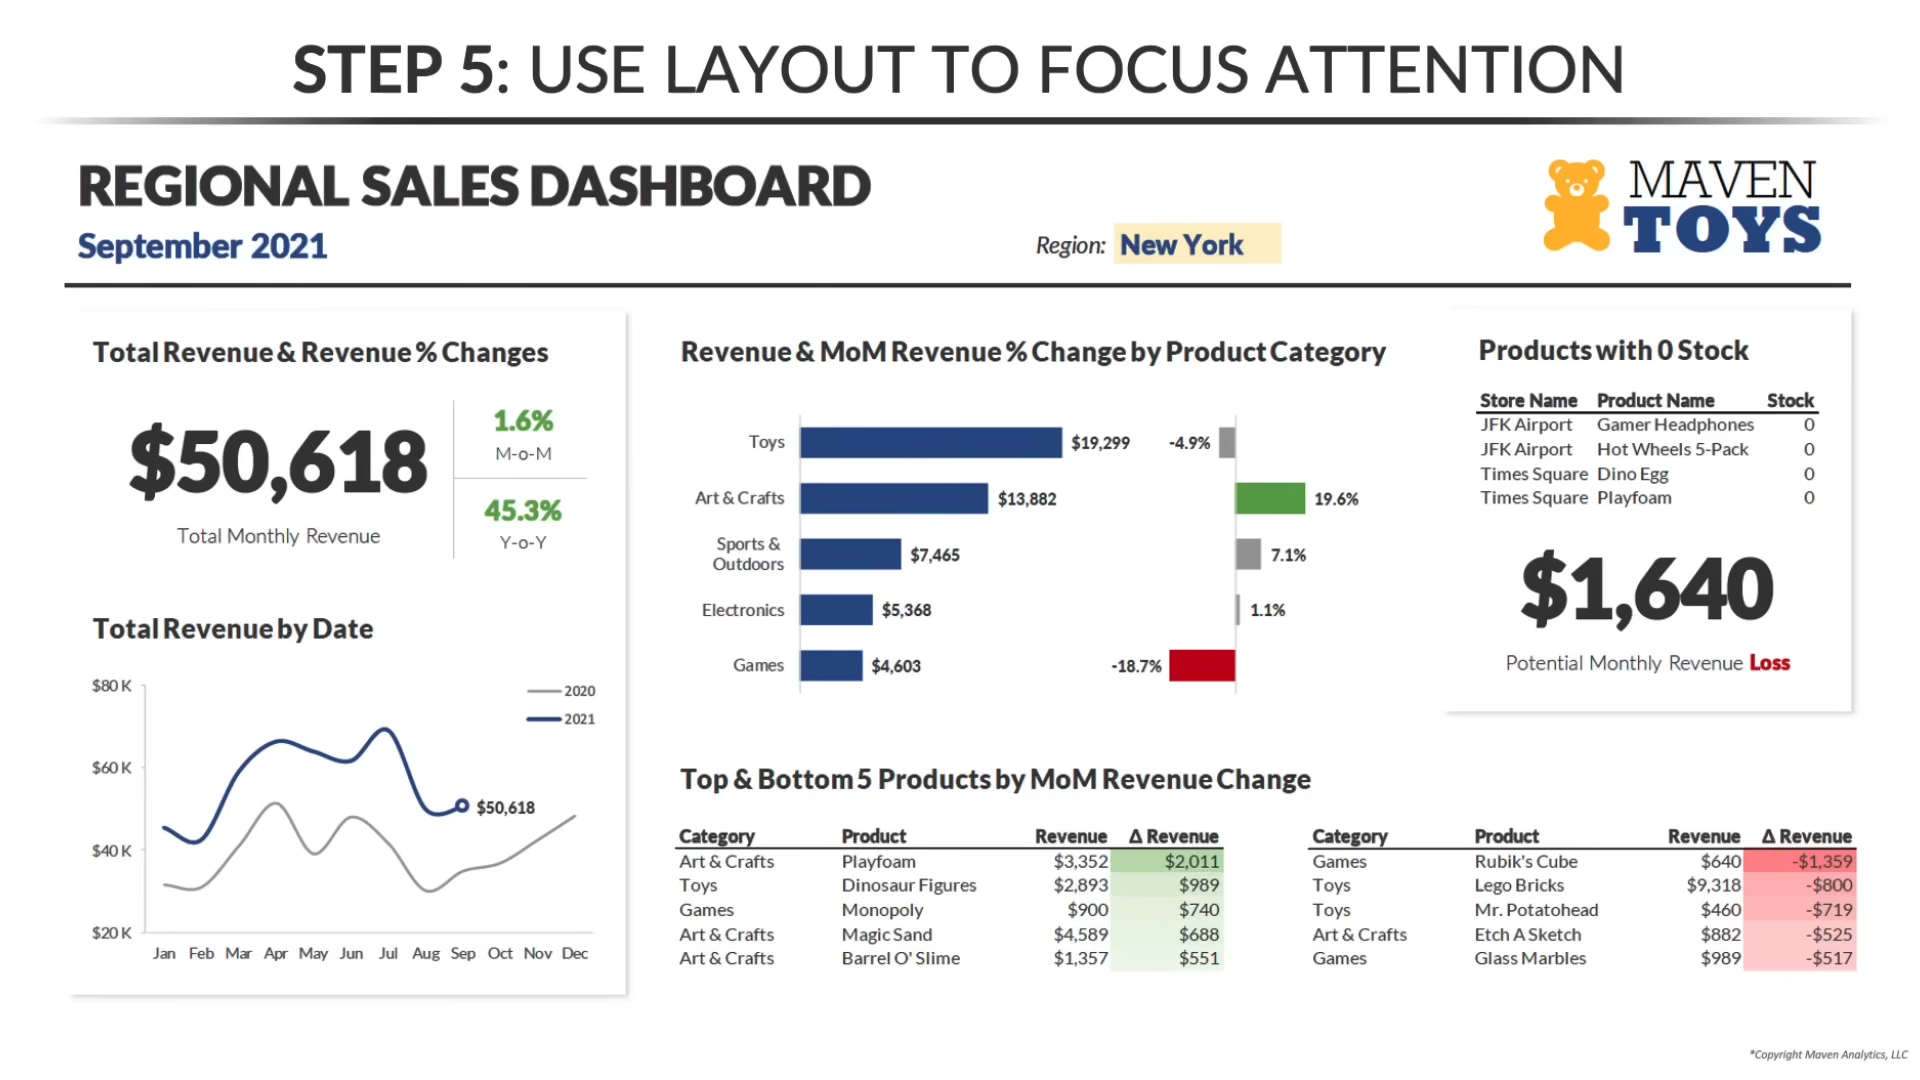 STEP 5: USE LAYOUT TO FOCUS ATTENTION
REGIONAL SALES DASHBOARD
September 2021
Region: New York
MAVEN
TOYS
Total Revenue & Revenue % Changes
$50,618
Total Monthly Revenue
1.6%
M-o-M
45.3%
Y-o-Y
Total Revenue by Date
$80 K
$60 K
$40 K
$20 K
2020
2021
$50,618
Jan Feb Mar Apr May Jun Jul Aug Sep Oct Nov Dec
Revenue & MoM Revenue % Change by Product Category
Toys $19,299 -4.9%
Art & Crafts $13,882 19.6%
Sports &
Outdoors $7,465 7.1%
Electronics $5,368 1.1%
Games $4,603 -18.7%
Products with 0 Stock
Store Name Product Name Stock
JFK Airport Gamer Headphones 0
JFK Airport Hot Wheels 5-Pack 0
Times Square Dino Egg 0
Times Square Playfoam 0
$1,640
Potential Monthly Revenue Loss
Top & Bottom 5 Products by MoM Revenue Change
Category Product Revenue Δ Revenue
Art & Crafts Playfoam $3,352 $2,011
Toys Dinosaur Figures $2,893 $989
Games Monopoly $900 $740
Art & Crafts Magic Sand $4,589 $688
Art & Crafts Barrel O' Slime $1,357 $551
Category Product Revenue Δ Revenue
Games Rubik's Cube $640 -$1,359
Toys Lego Bricks $9,318 -$800
Toys Mr. Potatohead $460 -$719
Art & Crafts Etch A Sketch $882 -$525
Games Glass Marbles $989 -$517
*Copyright Maven Analytics, LLC